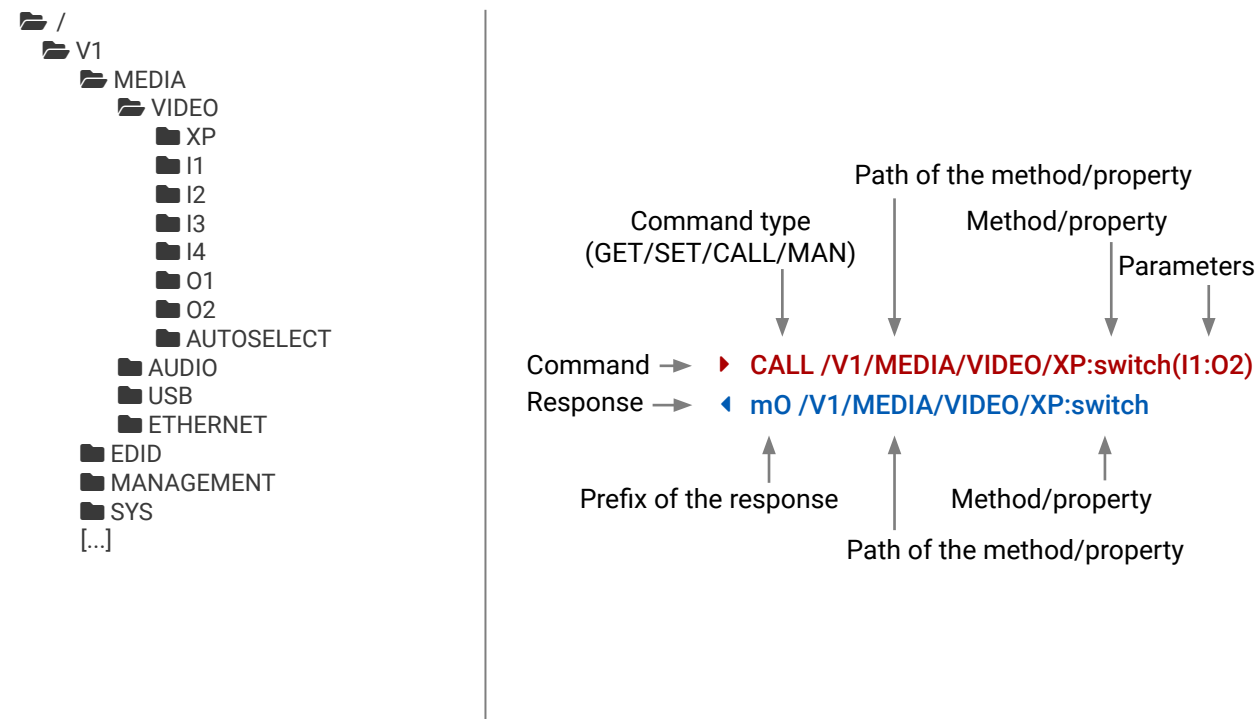 /
V1
MEDIA
VIDEO
XP
I1
I2
I3
I4
O1
O2
AUTOSELECT
AUDIO
USB
ETHERNET
EDID
MANAGEMENT
SYS
[...]
Path of the method/property
Command type
(GET/SET/CALL/MAN)
Method/property
Parameters
Command
CALL /V1/MEDIA/VIDEO/XP:switch(I1:O2)
Response
mO /V1/MEDIA/VIDEO/XP:switch
Prefix of the response
Method/property
Path of the method/property